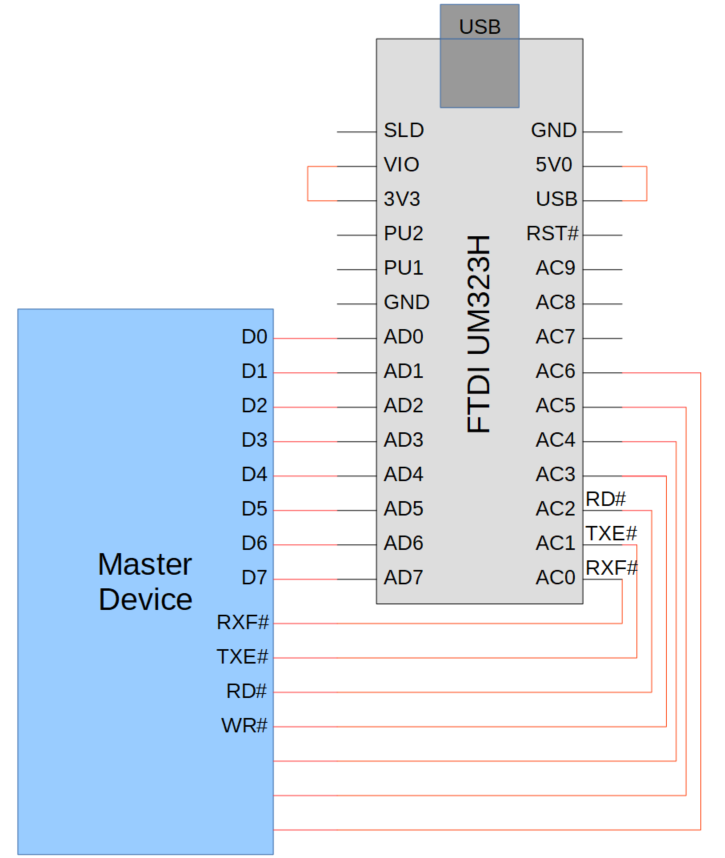 USB
SLD GND
VIO 5V0
3V3 USB
PU2 RST#
PU1 AC9
GND AC8
FTDI UM323H
D0 AD0 AC7
D1 AD1 AC6
D2 AD2 AC5
D3 AD3 AC4
D4 AD4 AC3
D5 AD5 AC2 RD#
D6 AD6 AC1 TXE#
D7 AD7 AC0 RXF#
Master
Device
RXF#
TXE#
RD#
WR#